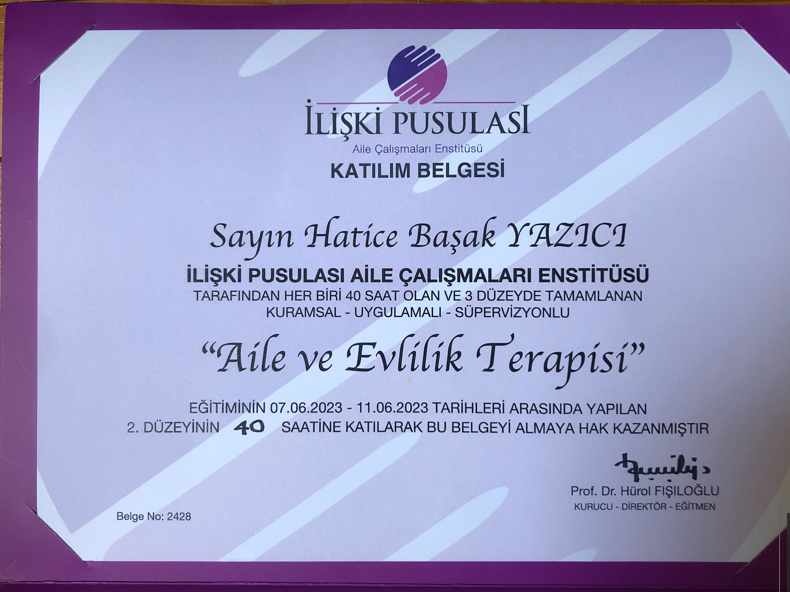 İLİŞKİ PUSULASI
Aile Çalışmaları Enstitüsü
KATILIM BELGESİ
Sayın Hatice Başak YAZICI
İLİŞKİ PUSULASI AİLE ÇALIŞMALARI ENSTİTÜSÜ
TARAFINDAN HER BİRİ 40 SAAT OLAN VE 3 DÜZEYDE TAMAMLANAN
KURAMSAL - UYGULAMALI - SÜPERVİZYONLU
“Aile ve Evlilik Terapisi”
EĞİTİMİNİN 07.06.2023 - 11.06.2023 TARİHLERİ ARASINDA YAPILAN
2. DÜZEYİNİN 40 SAATİNE KATILARAK BU BELGEYİ ALMAYA HAK KAZANMIŞTIR
Prof. Dr. Hürol FIŞILOĞLU
KURUCU - DİREKTÖR - EĞİTMEN
Belge No: 2428